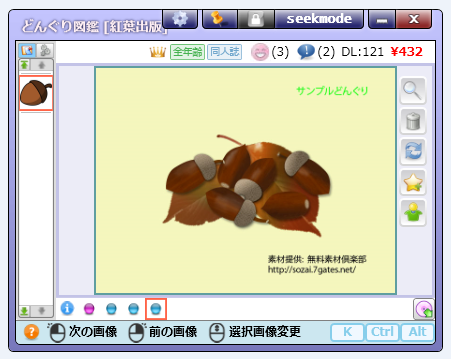 どんぐり図鑑 [紅葉出版]
seekmode
全年齢 同人誌 (3) (2) DL:121 ¥432
サンプルどんぐり
素材提供: 無料素材倶楽部
http://sozai.7gates.net/
次の画像 前の画像 選択画像変更 K Ctrl Alt